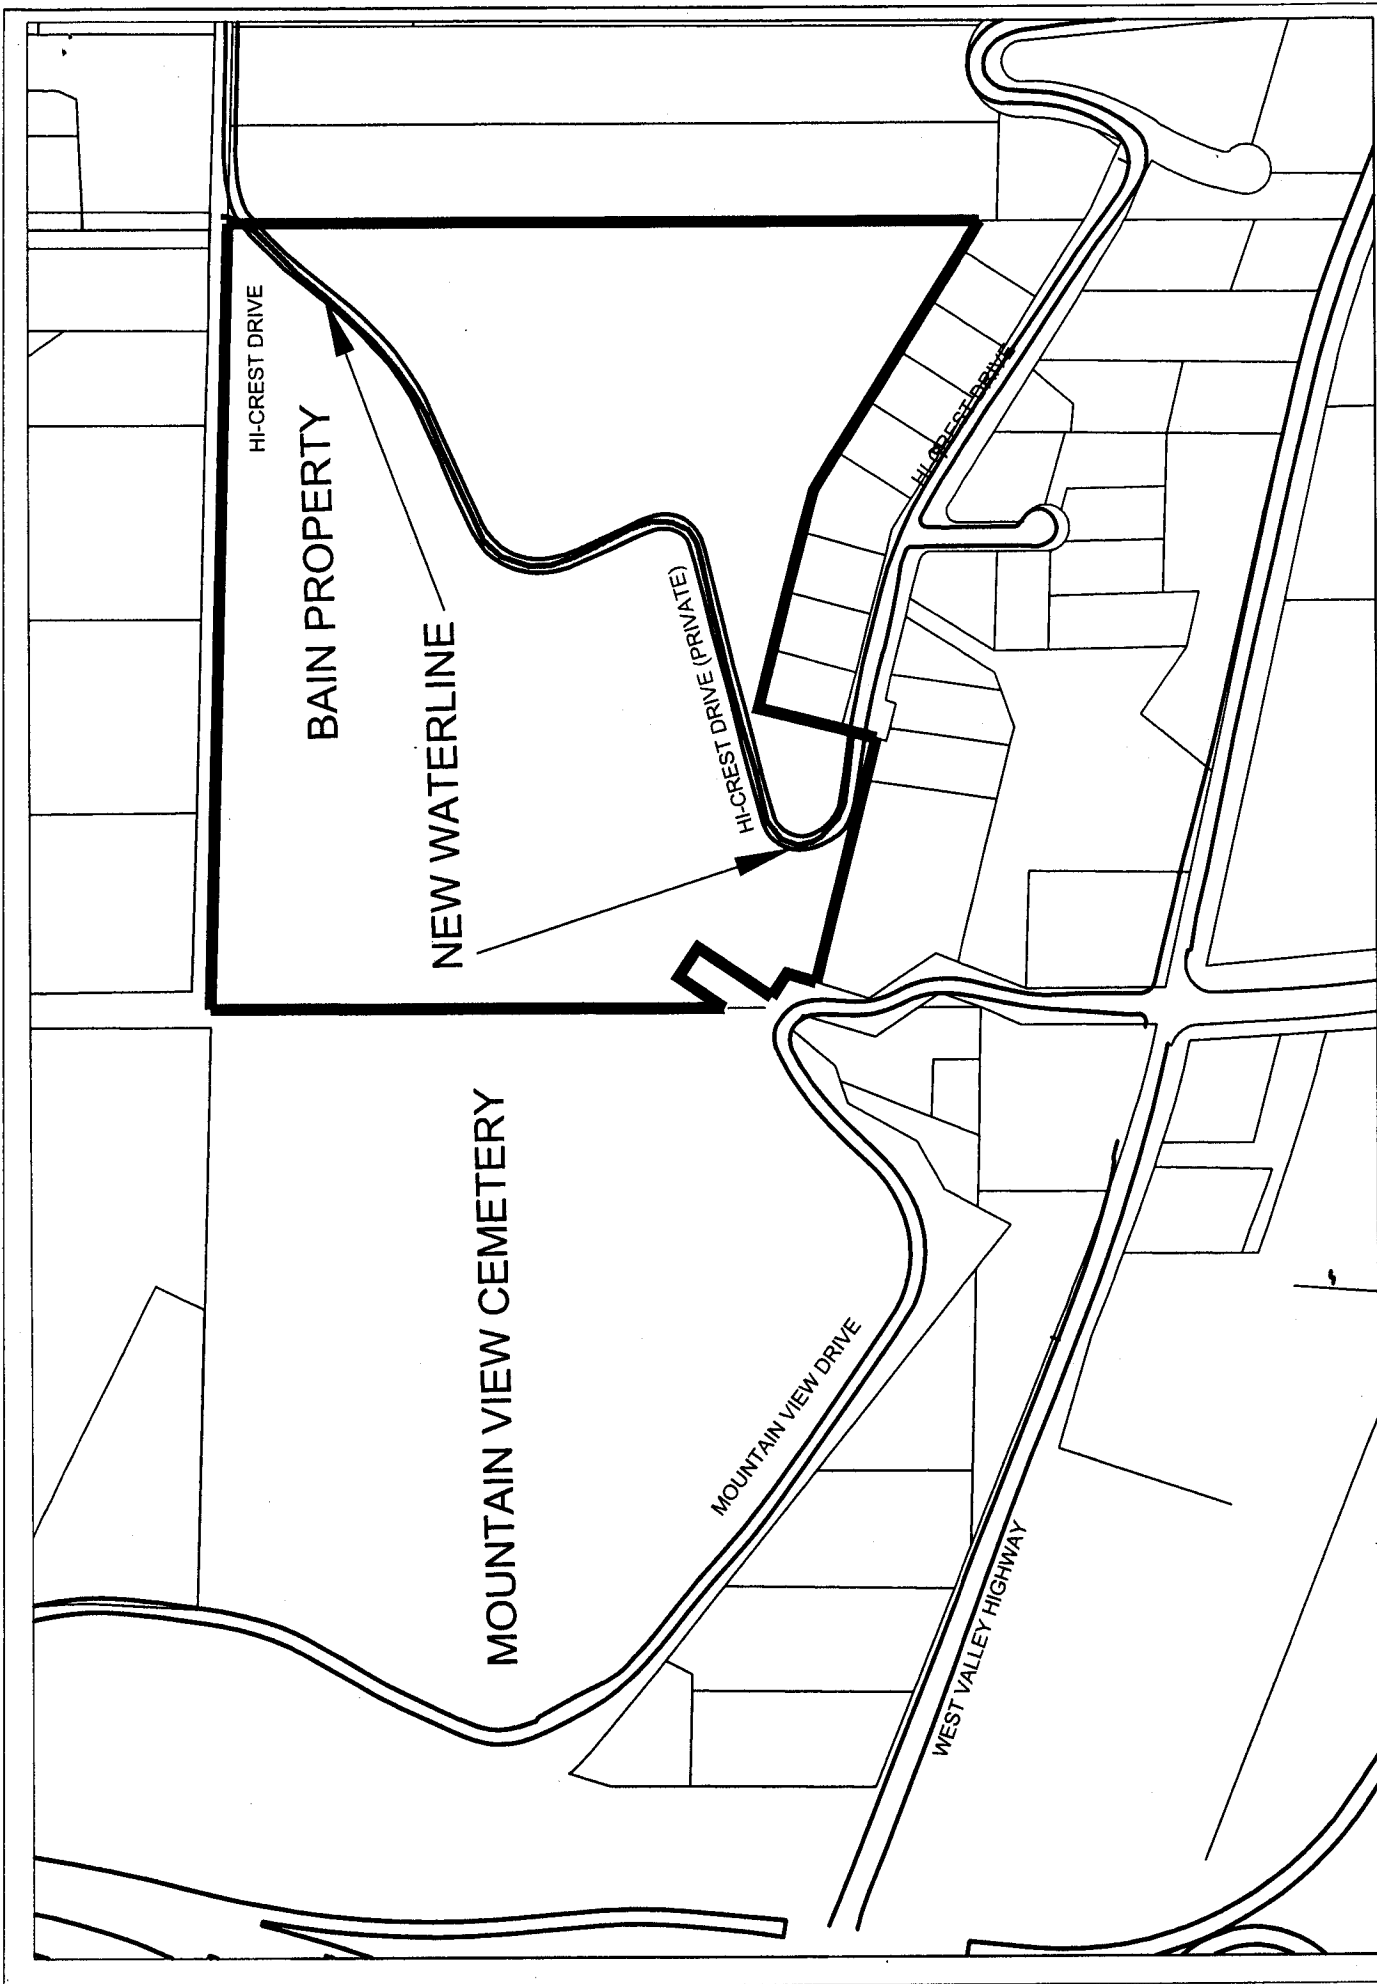 HI-CREST DRIVE
BAIN PROPERTY
NEW WATERLINE
HI-CREST DRIVE (PRIVATE)
HI-CREST DRIVE
MOUNTAIN VIEW CEMETERY
MOUNTAIN VIEW DRIVE
WEST VALLEY HIGHWAY